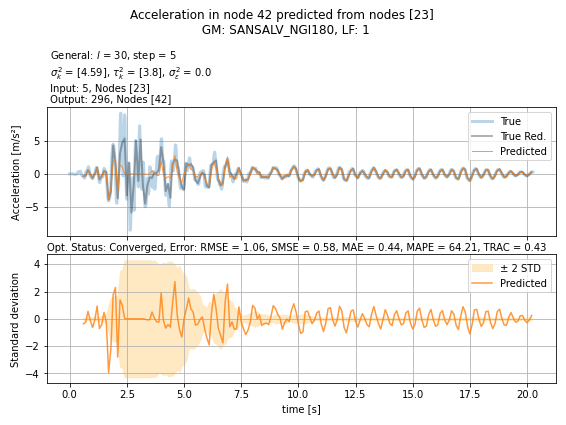 Acceleration in node 42 predicted from nodes [23]
GM: SANSALV_NGI180, LF: 1
General: l = 30, step = 5
σ²ₖ = [4.59], τ²ₖ = [3.8], σ²ε = 0.0
Input: 5, Nodes [23]
Output: 296, Nodes [42]
True
True Red.
Predicted
Acceleration [m/s²]
5
0
−5
Opt. Status: Converged, Error: RMSE = 1.06, SMSE = 0.58, MAE = 0.44, MAPE = 64.21, TRAC = 0.43
± 2 STD
Predicted
Standard deviation
4
2
0
−2
−4
0.0 2.5 5.0 7.5 10.0 12.5 15.0 17.5 20.0
time [s]